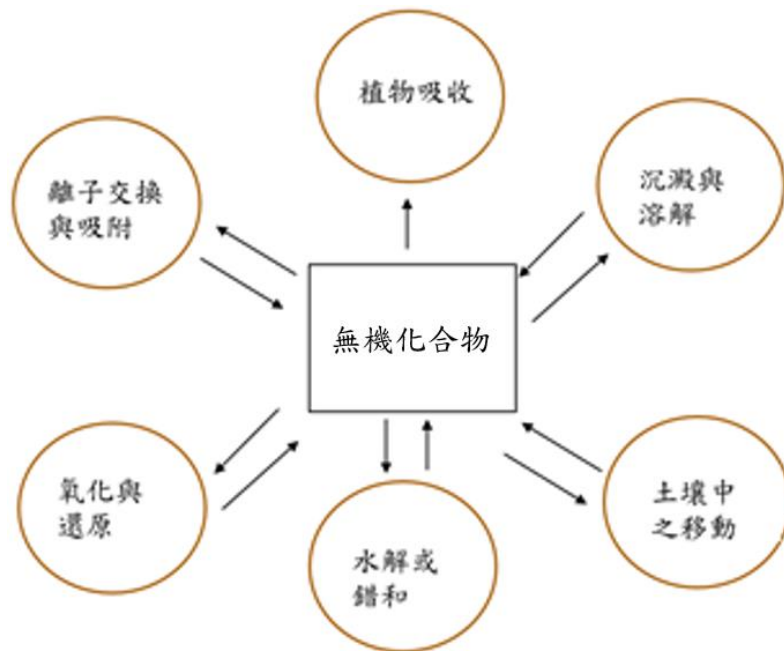 植物吸收
離子交換
與吸附
沉澱與
溶解
無機化合物
氧化與
還原
水解或
錯和
土壤中
之移動